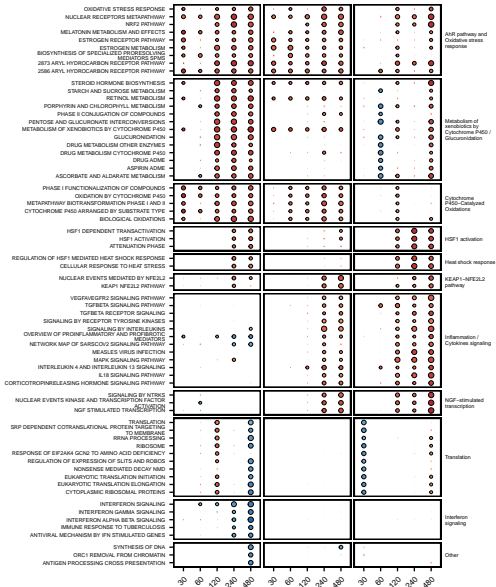 OXIDATIVE STRESS RESPONSE
NUCLEAR RECEPTORS METAPATHWAY
NRF2 PATHWAY
MELATONIN METABOLISM AND EFFECTS
ESTROGEN RECEPTOR PATHWAY
ESTROGEN METABOLISM
BIOSYNTHESIS OF SPECIALIZED PRORESOLVING
MEDIATORS SPMS
2873 ARYL HYDROCARBON RECEPTOR PATHWAY
2586 ARYL HYDROCARBON RECEPTOR PATHWAY
AhR pathway and
Oxidative stress
response
STEROID HORMONE BIOSYNTHESIS
STARCH AND SUCROSE METABOLISM
RETINOL METABOLISM
PORPHYRIN AND CHLOROPHYLL METABOLISM
PHASE II CONJUGATION OF COMPOUNDS
PENTOSE AND GLUCURONATE INTERCONVERSIONS
METABOLISM OF XENOBIOTICS BY CYTOCHROME P450
GLUCURONIDATION
DRUG METABOLISM OTHER ENZYMES
DRUG METABOLISM CYTOCHROME P450
DRUG ADME
ASPIRIN ADME
ASCORBATE AND ALDARATE METABOLISM
Metabolism of
xenobiotics by
Cytochrome P450 /
Glucuronidation
PHASE I FUNCTIONALIZATION OF COMPOUNDS
OXIDATION BY CYTOCHROME P450
METAPATHWAY BIOTRANSFORMATION PHASE I AND II
CYTOCHROME P450 ARRANGED BY SUBSTRATE TYPE
BIOLOGICAL OXIDATIONS
Cytochrome
P450-Catalyzed
Oxidations
HSF1 DEPENDENT TRANSACTIVATION
HSF1 ACTIVATION
ATTENUATION PHASE
HSF1 activation
REGULATION OF HSF1 MEDIATED HEAT SHOCK RESPONSE
CELLULAR RESPONSE TO HEAT STRESS
Heat shock response
NUCLEAR EVENTS MEDIATED BY NFE2L2
KEAP1 NFE2L2 PATHWAY
KEAP1-NFE2L2
pathway
VEGFAVEGFR2 SIGNALING PATHWAY
TGFBETA SIGNALING PATHWAY
TGFBETA RECEPTOR SIGNALING
SIGNALING BY RECEPTOR TYROSINE KINASES
SIGNALING BY INTERLEUKINS
OVERVIEW OF PROINFLAMMATORY AND PROFIBROTIC
MEDIATORS
NETWORK MAP OF SARSCOV2 SIGNALING PATHWAY
MEASLES VIRUS INFECTION
MAPK SIGNALING PATHWAY
INTERLEUKIN 4 AND INTERLEUKIN 13 SIGNALING
IL18 SIGNALING PATHWAY
CORTICOTROPINRELEASING HORMONE SIGNALING PATHWAY
Inflammation /
Cytokines signaling
SIGNALING BY NTRKS
NUCLEAR EVENTS KINASE AND TRANSCRIPTION FACTOR
ACTIVATION
NGF STIMULATED TRANSCRIPTION
NGF-stimulated
transcription
TRANSLATION
SRP DEPENDENT COTRANSLATIONAL PROTEIN TARGETING
TO MEMBRANE
RRNA PROCESSING
RIBOSOME
RESPONSE OF EIF2AK4 GCN2 TO AMINO ACID DEFICIENCY
REGULATION OF EXPRESSION OF SLITS AND ROBOS
NONSENSE MEDIATED DECAY NMD
EUKARYOTIC TRANSLATION INITIATION
EUKARYOTIC TRANSLATION ELONGATION
CYTOPLASMIC RIBOSOMAL PROTEINS
Translation
INTERFERON SIGNALING
INTERFERON GAMMA SIGNALING
INTERFERON ALPHA BETA SIGNALING
IMMUNE RESPONSE TO TUBERCULOSIS
ANTIVIRAL MECHANISM BY IFN STIMULATED GENES
Interferon
signaling
SYNTHESIS OF DNA
ORC1 REMOVAL FROM CHROMATIN
ANTIGEN PROCESSING CROSS PRESENTATION
Other
30 60 120 240 480 30 60 120 240 480 30 60 120 240 480